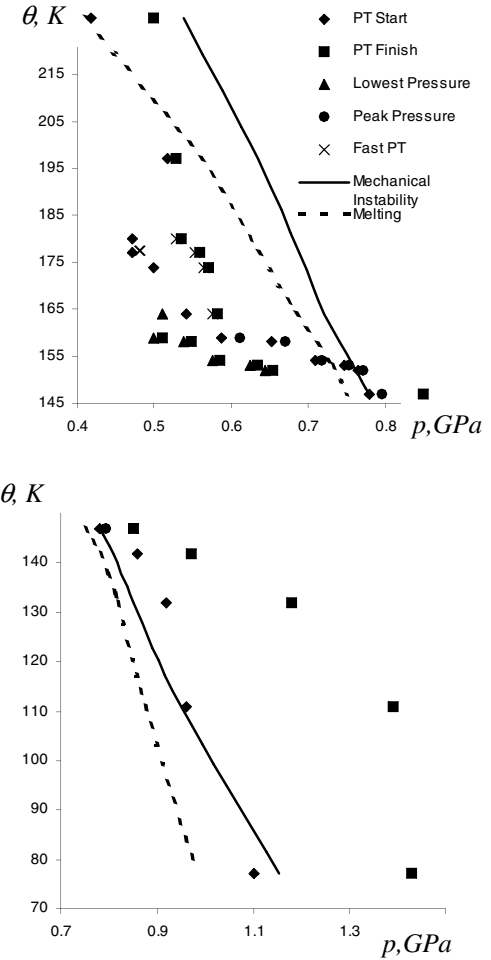 θ, K
PT Start
PT Finish
Lowest Pressure
Peak Pressure
Fast PT
Mechanical
Instability
Melting
215
205
195
185
175
165
155
145
0.4 0.5 0.6 0.7 0.8
p,GPa
θ, K
140
130
120
110
100
90
80
70
0.7 0.9 1.1 1.3
p,GPa